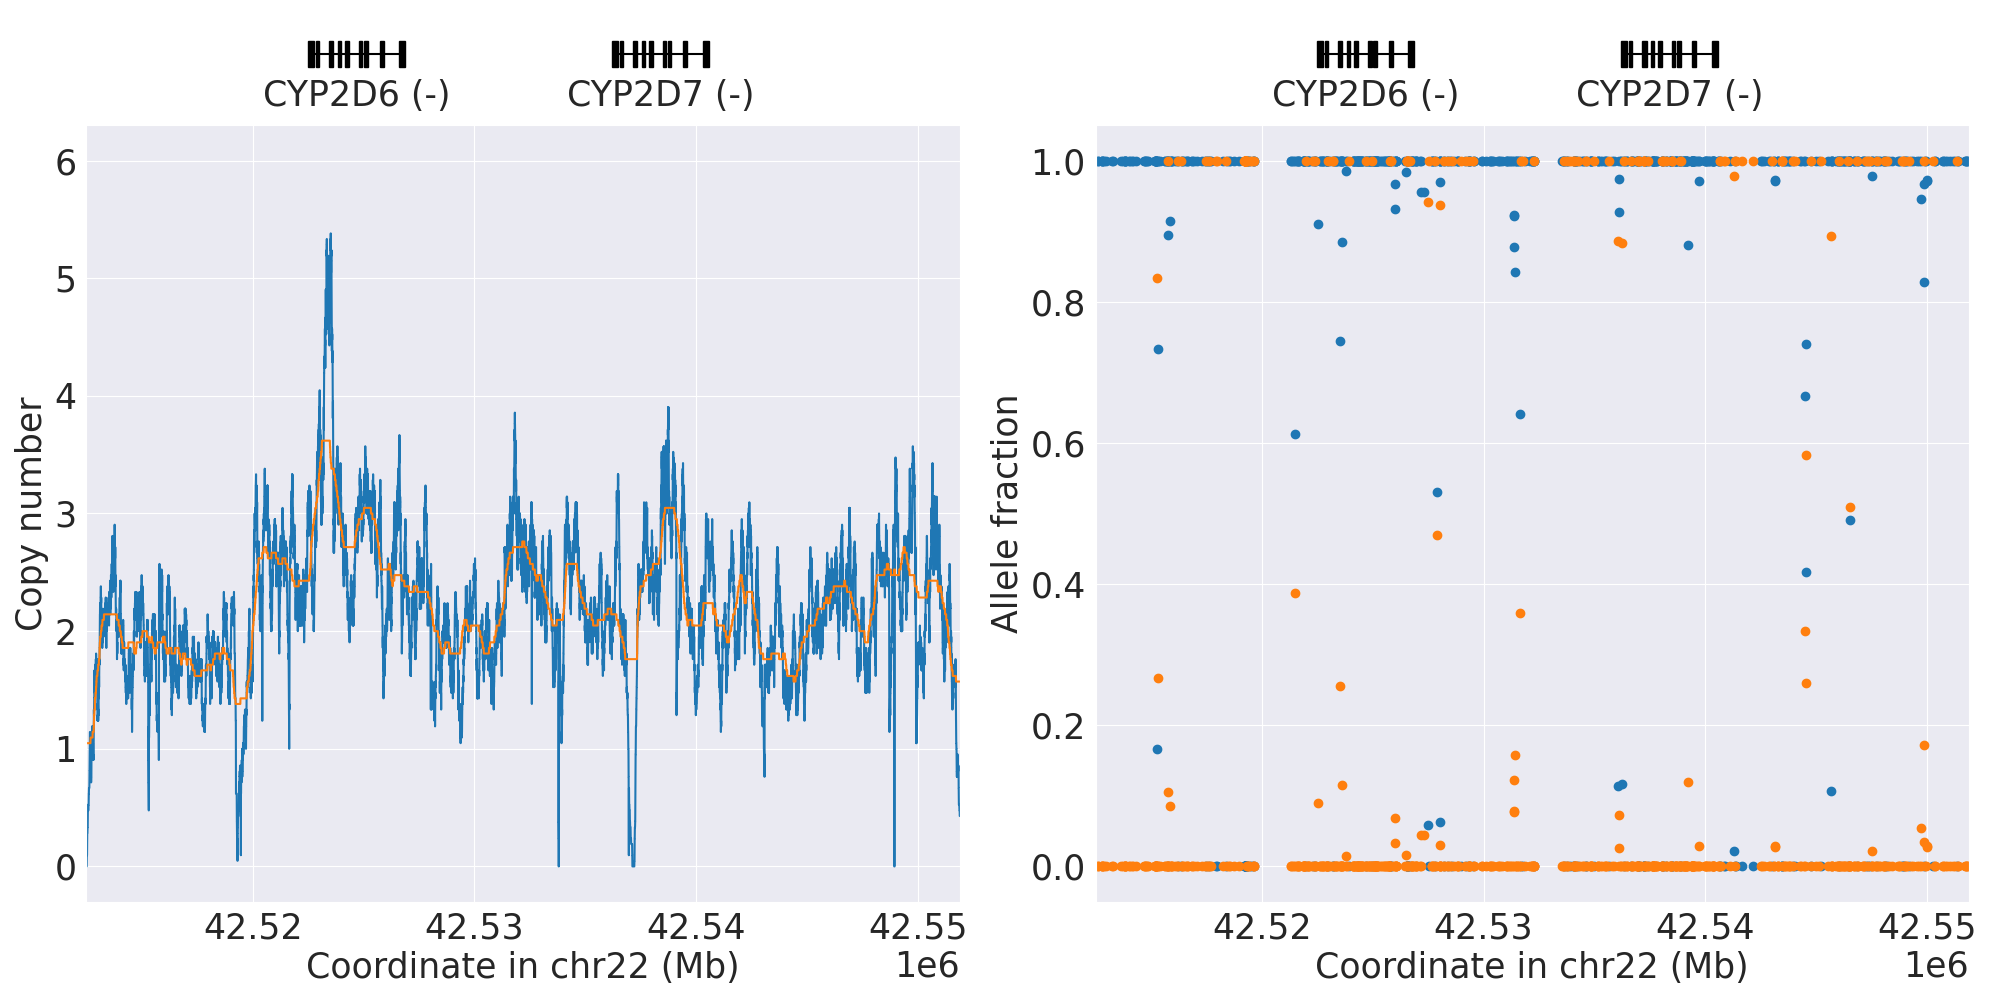 CYP2D6 (-) CYP2D7 (-)
6
5
4
3
2
1
0
Copy number
42.52 42.53 42.54 42.55
Coordinate in chr22 (Mb)
1e6
CYP2D6 (-) CYP2D7 (-)
1.0
0.8
0.6
0.4
0.2
0.0
Allele fraction
42.52 42.53 42.54 42.55
Coordinate in chr22 (Mb)
1e6